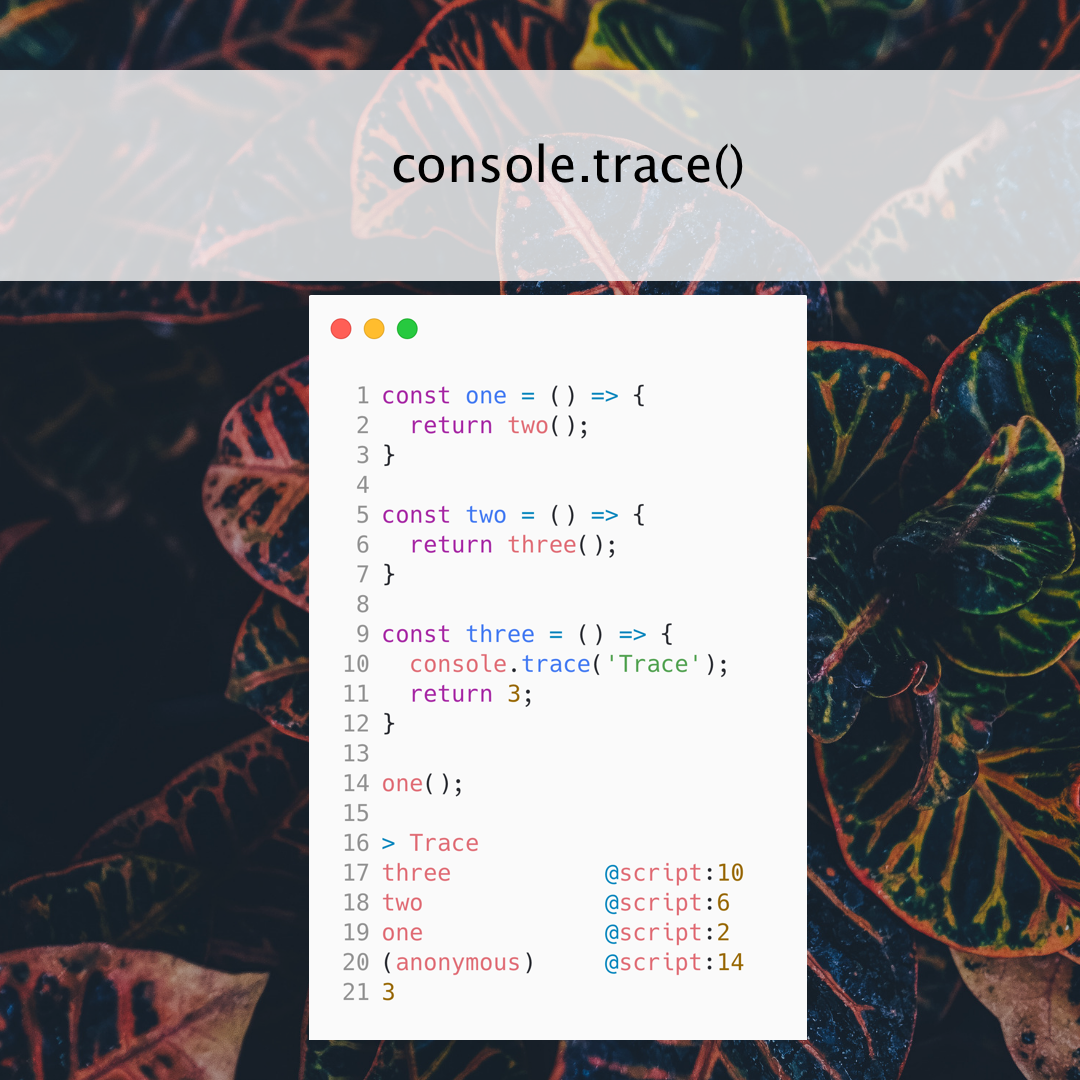 console.trace()
1 const one = () => {
2   return two();
3 }
4
5 const two = () => {
6   return three();
7 }
8
9 const three = () => {
10   console.trace('Trace');
11   return 3;
12 }
13
14 one();
15
16 > Trace
17 three           @script:10
18 two             @script:6
19 one             @script:2
20 (anonymous)     @script:14
21 3